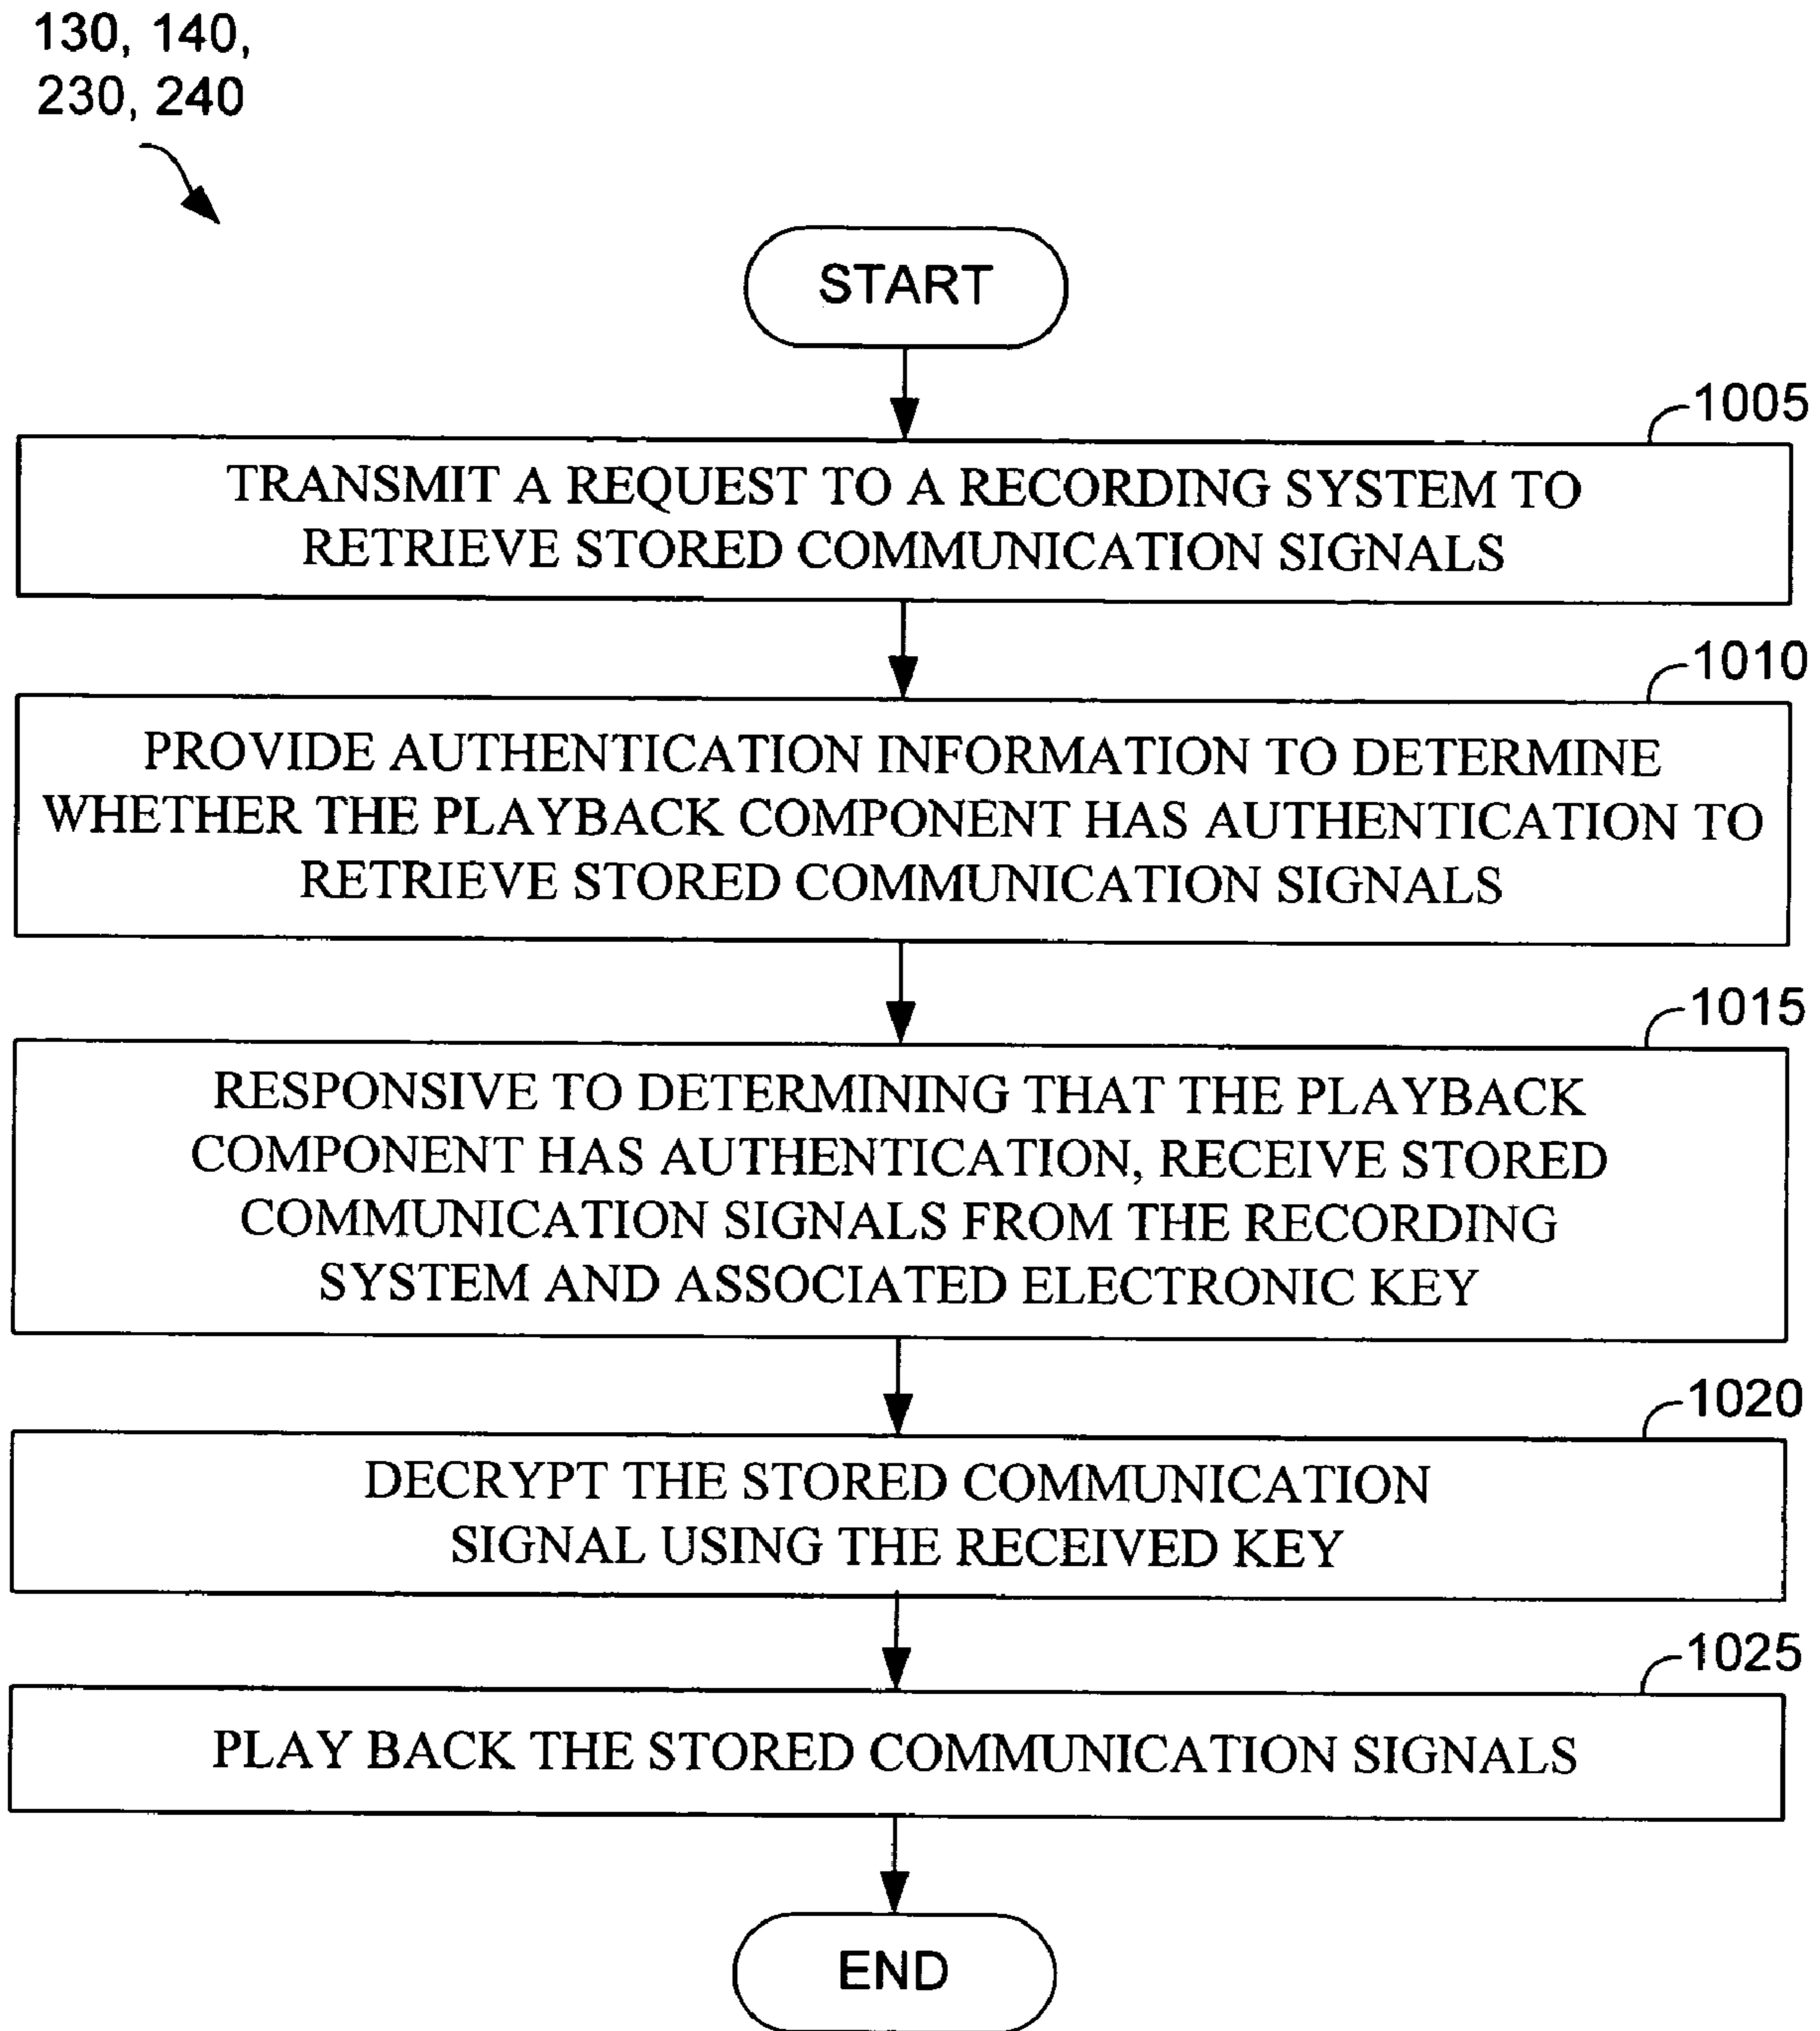 130, 140,
230, 240
START
1005
TRANSMIT A REQUEST TO A RECORDING SYSTEM TO
RETRIEVE STORED COMMUNICATION SIGNALS
1010
PROVIDE AUTHENTICATION INFORMATION TO DETERMINE
WHETHER THE PLAYBACK COMPONENT HAS AUTHENTICATION TO
RETRIEVE STORED COMMUNICATION SIGNALS
1015
RESPONSIVE TO DETERMINING THAT THE PLAYBACK
COMPONENT HAS AUTHENTICATION, RECEIVE STORED
COMMUNICATION SIGNALS FROM THE RECORDING
SYSTEM AND ASSOCIATED ELECTRONIC KEY
1020
DECRYPT THE STORED COMMUNICATION
SIGNAL USING THE RECEIVED KEY
1025
PLAY BACK THE STORED COMMUNICATION SIGNALS
END